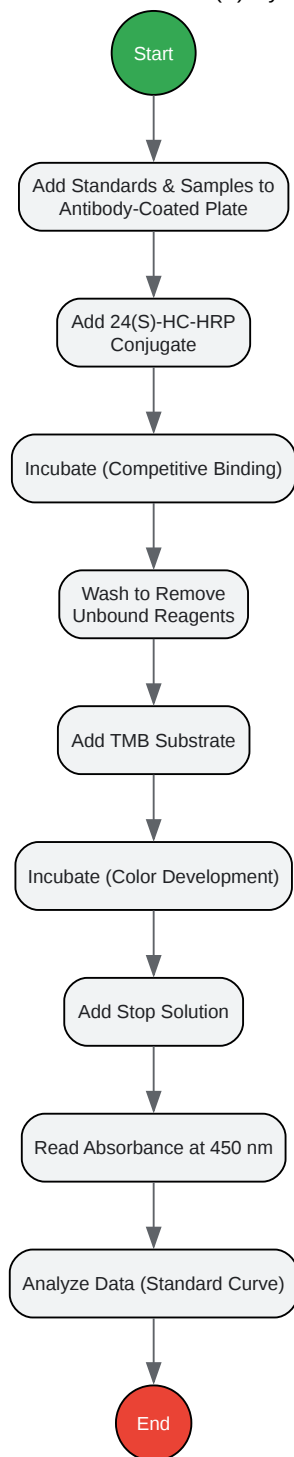 Start
Add Standards & Samples to
Antibody-Coated Plate
Add 24(S)-HC-HRP
Conjugate
Incubate (Competitive Binding)
Wash to Remove
Unbound Reagents
Add TMB Substrate
Incubate (Color Development)
Add Stop Solution
Read Absorbance at 450 nm
Analyze Data (Standard Curve)
End